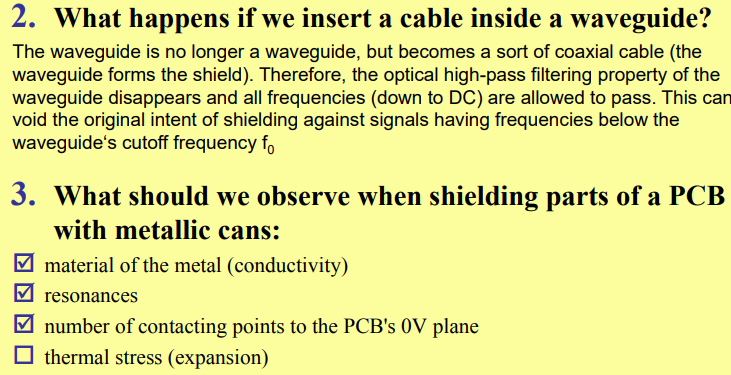 2. What happens if we insert a cable inside a waveguide?
The waveguide is no longer a waveguide, but becomes a sort of coaxial cable (the
waveguide forms the shield). Therefore, the optical high-pass filtering property of the
waveguide disappears and all frequencies (down to DC) are allowed to pass. This can
void the original intent of shielding against signals having frequencies below the
waveguide‘s cutoff frequency f₀
3. What should we observe when shielding parts of a PCB
with metallic cans:
☑ material of the metal (conductivity)
☑ resonances
☑ number of contacting points to the PCB's 0V plane
☐ thermal stress (expansion)